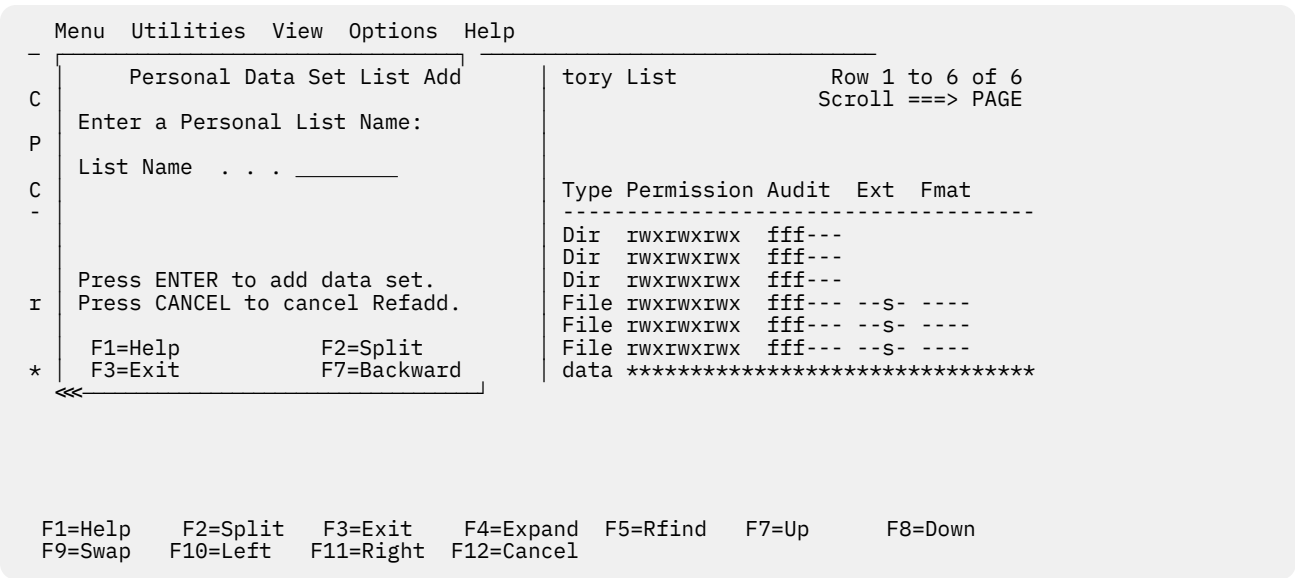 Menu  Utilities  View  Options  Help
Personal Data Set List Add  tory List  Row 1 to 6 of 6
C  Scroll ===> PAGE
Enter a Personal List Name:
P
List Name  . . . ________
C  Type Permission Audit  Ext  Fmat
-  -------------------------------------
Dir  rwxrwxrwx  fff---
Dir  rwxrwxrwx  fff---
Press ENTER to add data set.  Dir  rwxrwxrwx  fff---
r  Press CANCEL to cancel Refadd.  File rwxrwxrwx  fff--- --s- ----
File rwxrwxrwx  fff--- --s- ----
F1=Help  F2=Split  File rwxrwxrwx  fff--- --s- ----
*  F3=Exit  F7=Backward  data ********************************
<<<
F1=Help  F2=Split  F3=Exit  F4=Expand  F5=Rfind  F7=Up  F8=Down
F9=Swap  F10=Left  F11=Right  F12=Cancel